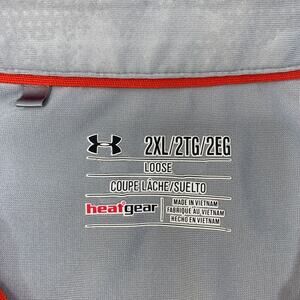 2XL/2TG/2EG
LOOSE
COUPE LÂCHE/SUELTO
heatgear
MADE IN VIETNAM
FABRIQUÉ AU VIETNAM
HECHO EN VIETNAM